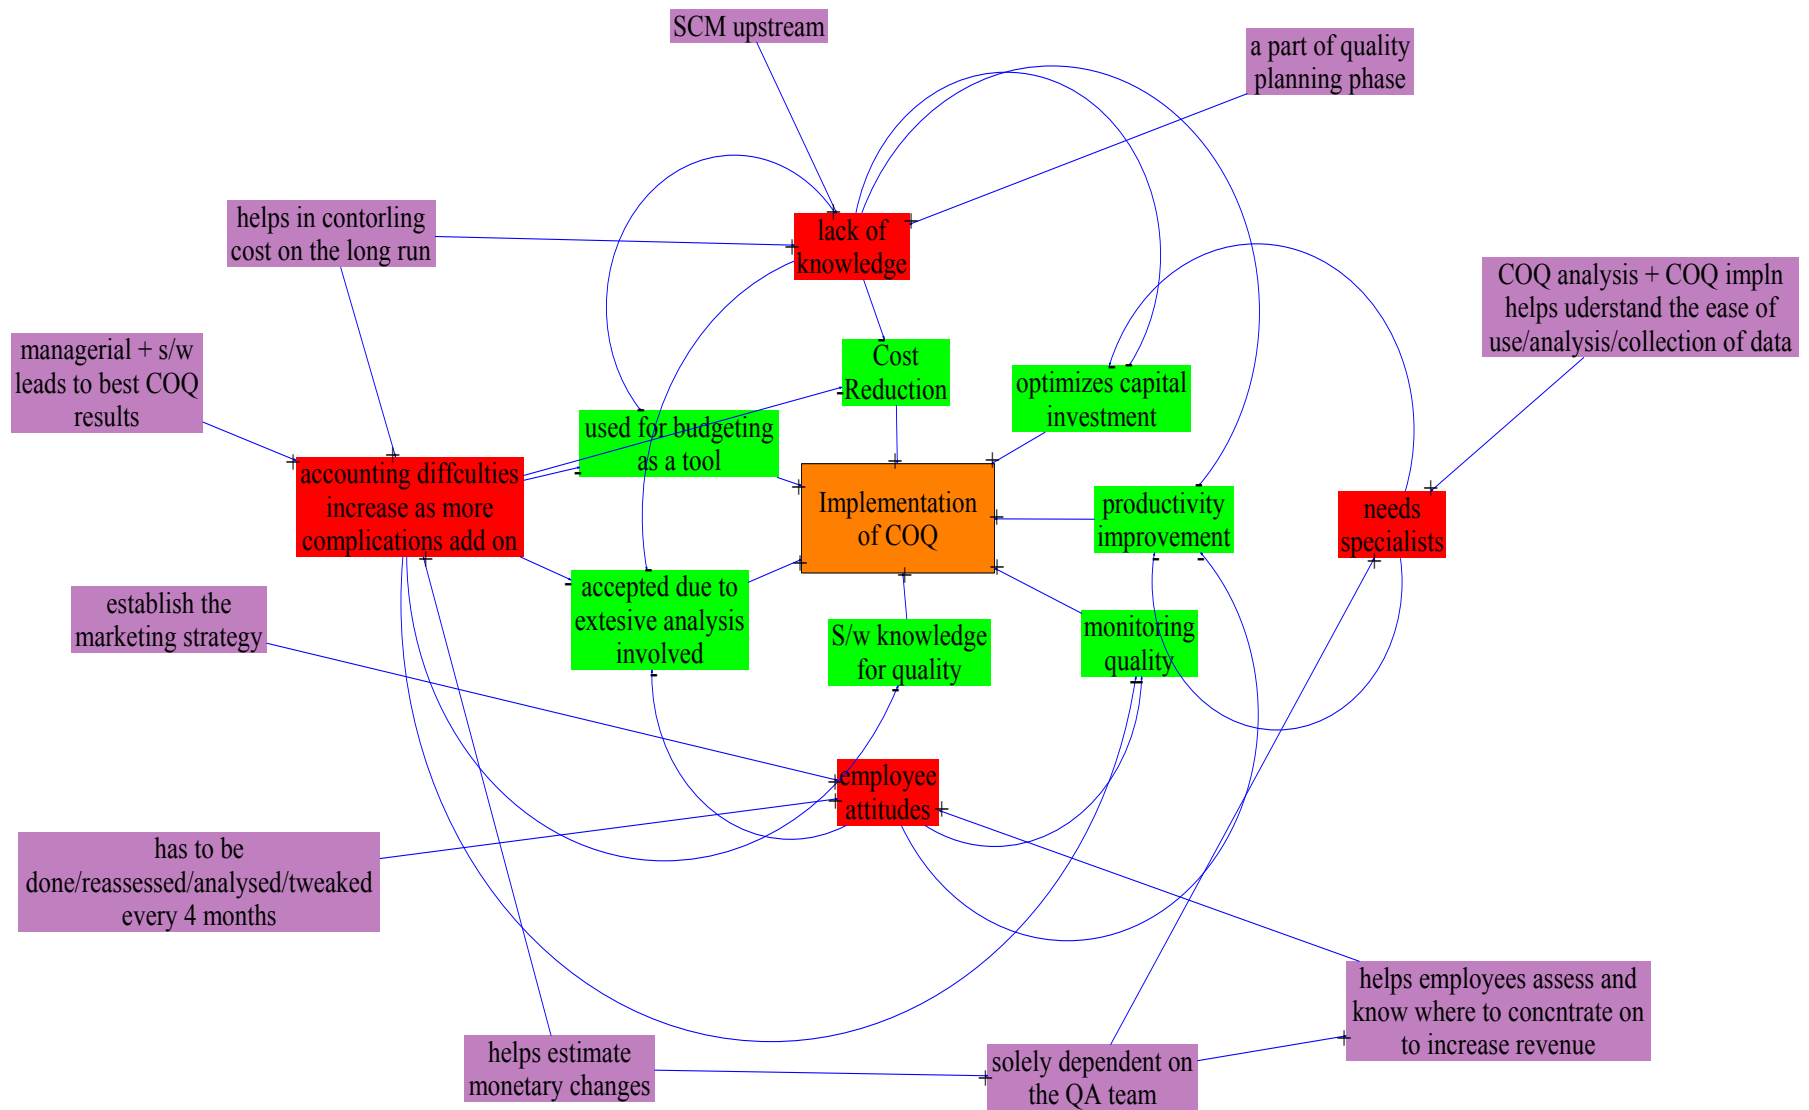 SCM upstream
a part of quality
planning phase
helps in contorling
cost on the long run
lack of
knowledge
COQ analysis + COQ impln
helps uderstand the ease of
use/analysis/collection of data
managerial + s/w
leads to best COQ
results
Cost
Reduction
optimizes capital
investment
used for budgeting
as a tool
accounting diffculties
increase as more
complications add on
Implementation
of COQ
productivity
improvement
needs
specialists
accepted due to
extesive analysis
involved
establish the
marketing strategy
S/w knowledge
for quality
monitoring
quality
employee
attitudes
has to be
done/reassessed/analysed/tweaked
every 4 months
helps employees assess and
know where to concntrate on
to increase revenue
helps estimate
monetary changes
solely dependent on
the QA team